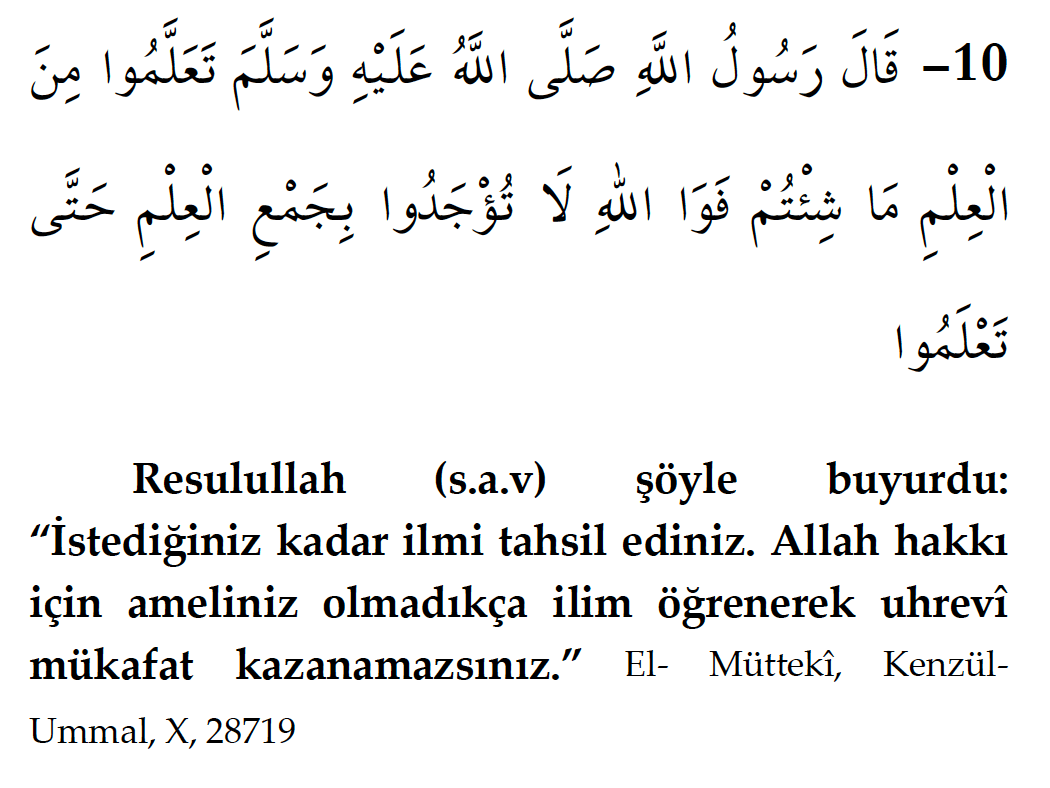 10– قَالَ رَسُولُ اللَّهِ صَلَّى اللَّهُ عَلَيْهِ وَسَلَّمَ تَعَلَّمُوا مِنَ
الْعِلْمِ مَا شِئْتُمْ فَوَا اللهِ لَا تُؤْجَدُوا بِجَمْعِ الْعِلْمِ حَتَّى
تَعْلَمُوا
Resulullah (s.a.v) şöyle buyurdu:
“İstediğiniz kadar ilmi tahsil ediniz. Allah hakkı
için ameliniz olmadıkça ilim öğrenerek uhrevî
mükafat kazanamazsınız.” El- Müttekî, Kenzül-
Ummal, X, 28719